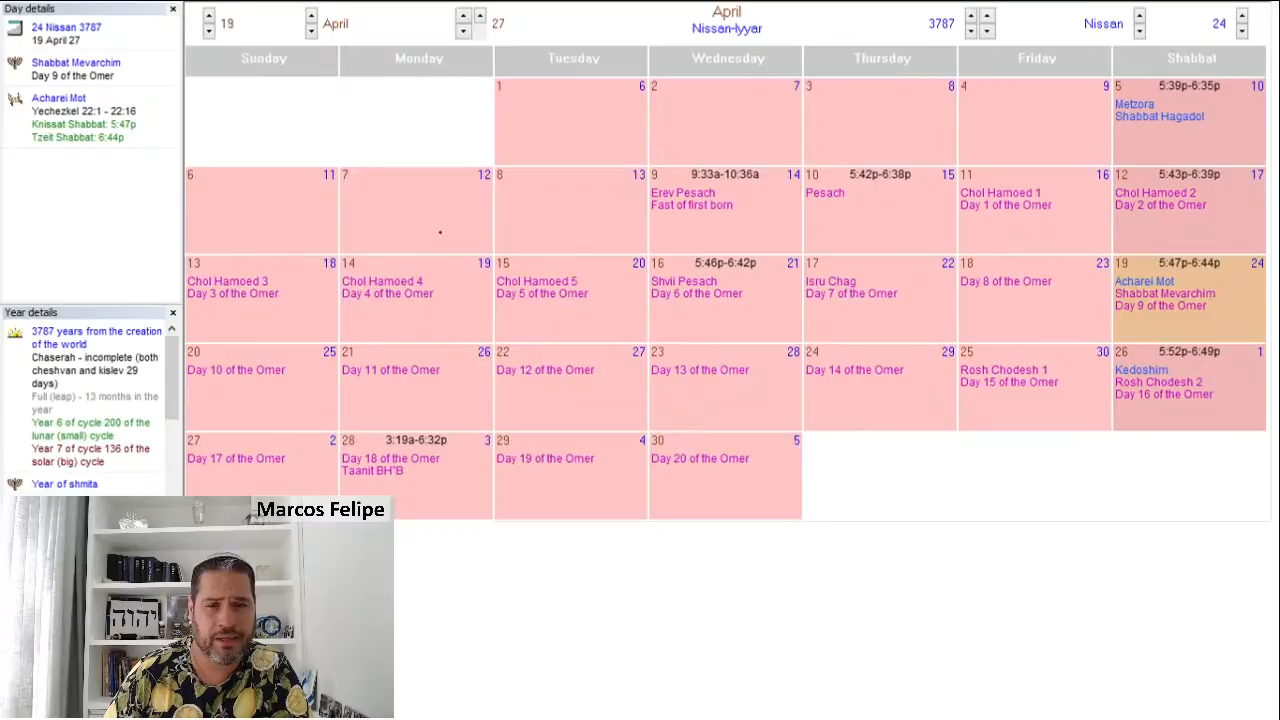 Day details
24 Nissan 3787
19 April 27
Shabbat Mevarchim
Day 9 of the Omer
Acharei Mot
Yechezkel 22:1 - 22:16
Knissat Shabbat: 5:47p
Tzeit Shabbat: 6:44p
Year details
3787 years from the creation
of the world
Chaserah - incomplete (both
cheshvan and kislev 29
days)
Full (leap) - 13 months in the
year
Year 6 of cycle 200 of the
lunar (small) cycle
Year 7 of cycle 136 of the
solar (big) cycle
Year of shmita
19 April 27 April 3787 Nissan 24
Nissan-Iyyar
Sunday Monday Tuesday Wednesday Thursday Friday Shabbat
1 6 2 7 3 8 4 9 5 5:39p-6:35p 10
Metzora
Shabbat Hagadol
6 11 7 12 8 13 9 9:33a-10:36a 14 10 5:42p-6:38p 15 11 16 12 5:43p-6:39p 17
Erev Pesach Pesach Chol Hamoed 1 Chol Hamoed 2
Fast of first born Day 1 of the Omer Day 2 of the Omer
13 18 14 19 15 20 16 5:46p-6:42p 21 17 22 18 23 19 5:47p-6:44p 24
Chol Hamoed 3 Chol Hamoed 4 Chol Hamoed 5 Shvii Pesach Isru Chag Day 8 of the Omer Acharei Mot
Day 3 of the Omer Day 4 of the Omer Day 5 of the Omer Day 6 of the Omer Day 7 of the Omer Shabbat Mevarchim
Day 9 of the Omer
20 25 21 26 22 27 23 28 24 29 25 30 26 5:52p-6:49p 1
Day 10 of the Omer Day 11 of the Omer Day 12 of the Omer Day 13 of the Omer Day 14 of the Omer Rosh Chodesh 1 Kedoshim
Day 15 of the Omer Rosh Chodesh 2
Day 16 of the Omer
27 2 28 3:19a-6:32p 3 29 4 30 5
Day 17 of the Omer Day 18 of the Omer Day 19 of the Omer Day 20 of the Omer
Taanit BH"B
Marcos Felipe
יהוה